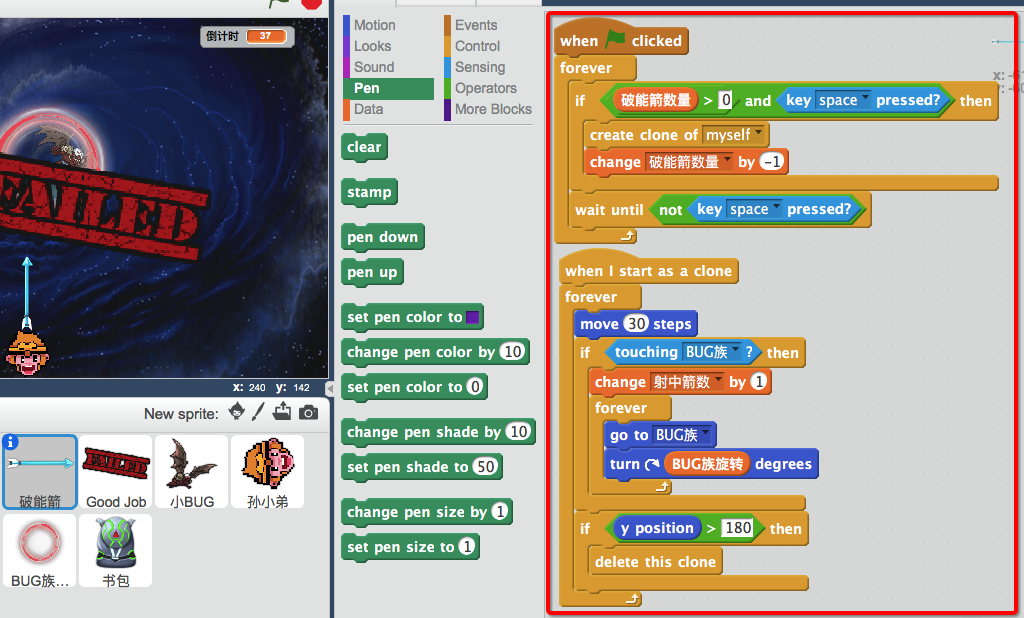 倒计时 37
FAILED
x: 240 y: 142
New sprite:
破能箭
FAILED
Good Job
小BUG
孙小弟
BUG族...
书包
Motion
Looks
Sound
Pen
Data
Events
Control
Sensing
Operators
More Blocks
clear
stamp
pen down
pen up
set pen color to
change pen color by 10
set pen color to 0
change pen shade by 10
set pen shade to 50
change pen size by 1
set pen size to 1
when clicked
forever
if 破能箭数量 > 0 and key space pressed? then
create clone of myself
change 破能箭数量 by -1
wait until not key space pressed?
when I start as a clone
forever
move 30 steps
if touching BUG族 ? then
change 射中箭数 by 1
forever
go to BUG族
turn BUG族旋转 degrees
if y position > 180 then
delete this clone